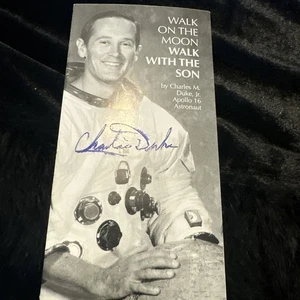 WALK
ON THE
MOON
WALK
WITH THE
SON
by Charles M.
Duke, Jr.
Apollo 16
Astronaut
Charlie Duke